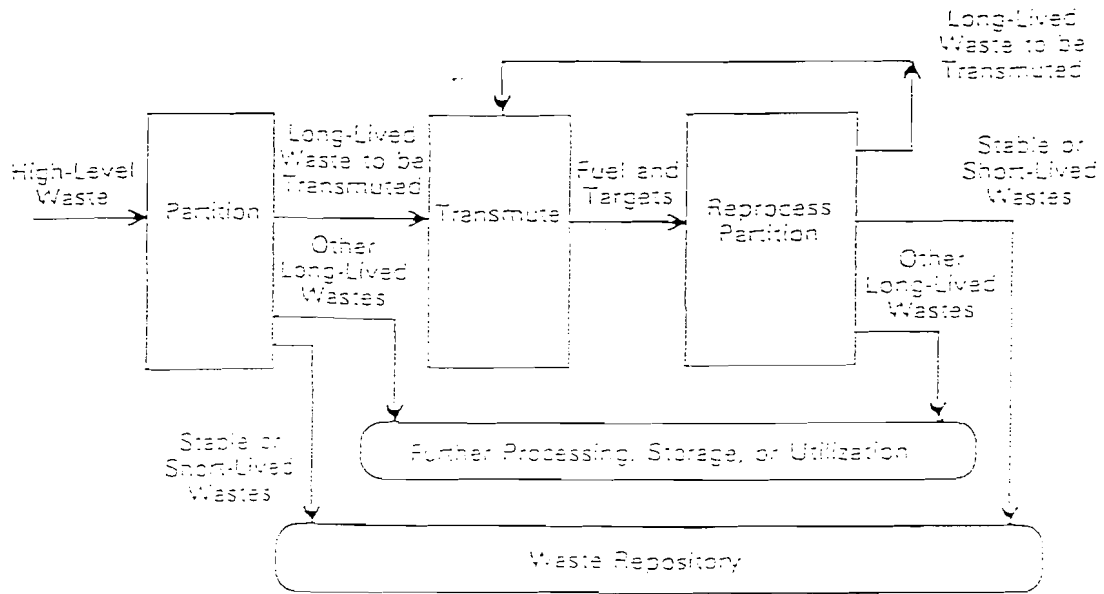 Long-Lived
Waste to be
Transmuted
High-Level
Waste
Partition
Long-Lived
Waste to be
Transmuted
Transmute
Fuel and
Targets
Reprocess
Partition
Stable or
Short-Lived
Wastes
Other
Long-Lived
Wastes
Other
Long-Lived
Wastes
Stable or
Short-Lived
Wastes
Further Processing, Storage, or Utilization
Waste Repository